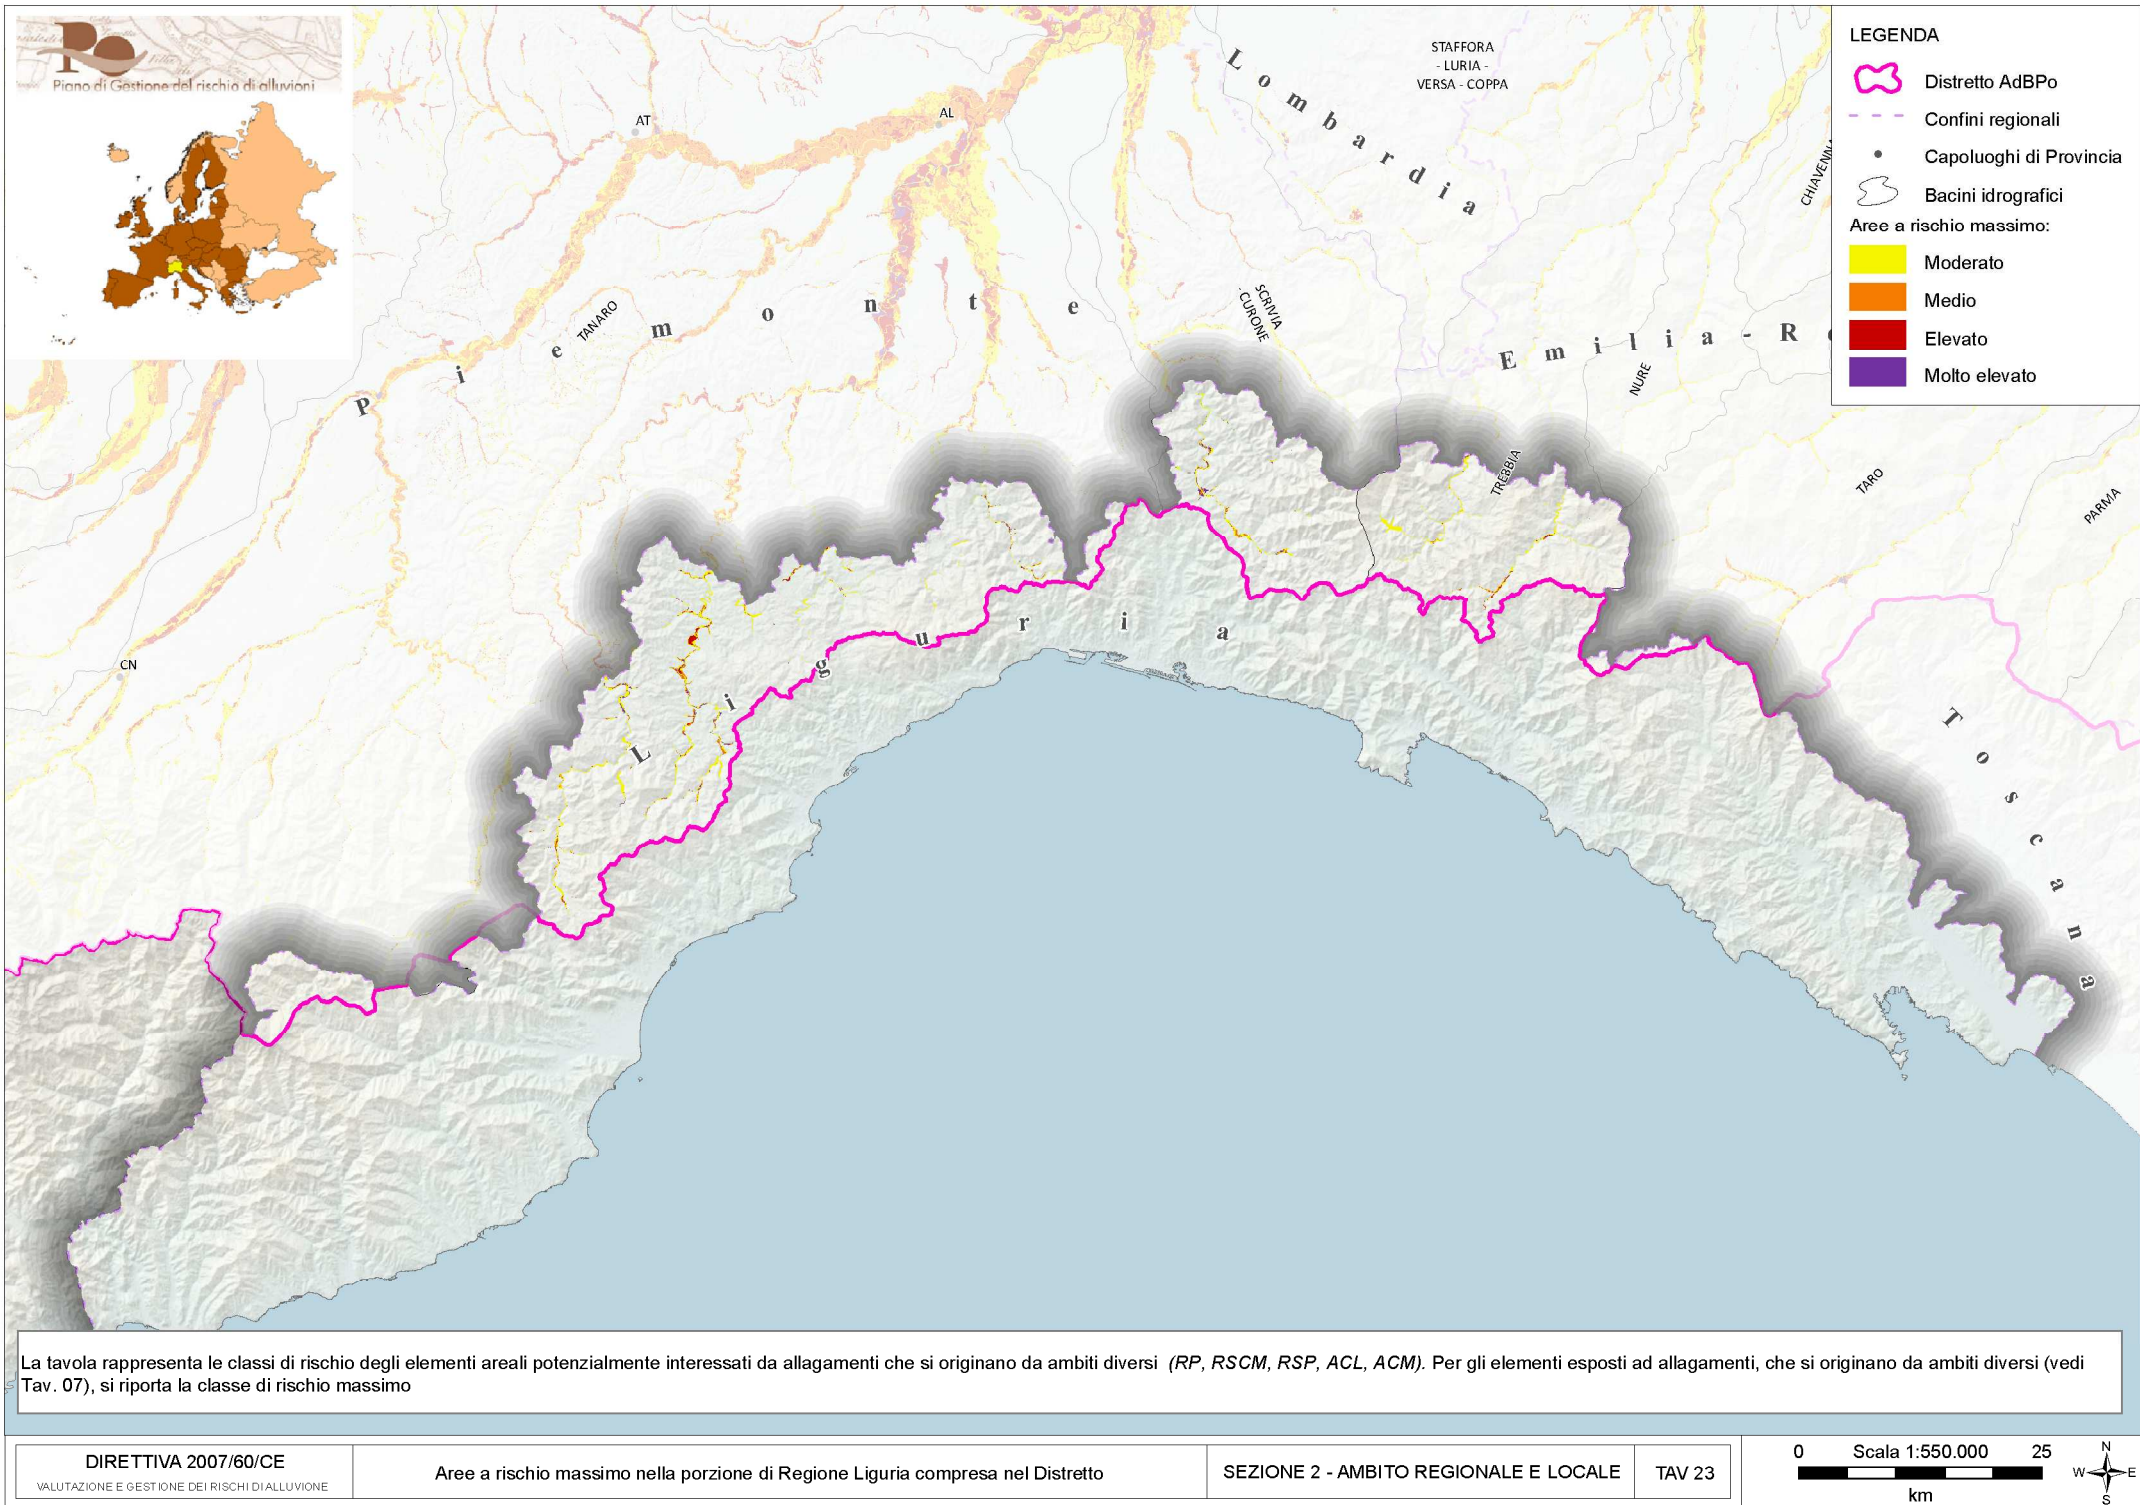 Piano di Gestione del rischio di alluvioni
LEGENDA
Distretto AdBPo
Confini regionali
Capoluoghi di Provincia
Bacini idrografici
Aree a rischio massimo:
Moderato
Medio
Elevato
Molto elevato
STAFFORA
- LURIA -
VERSA - COPPA
Lombardia
AT
AL
CHIAVENN
TANARO
Piemonte
SCRIVIA
- CURONE
Emilia - R
NURE
TREBBIA
TARO
PARMA
CN
Liguria
Toscana
La tavola rappresenta le classi di rischio degli elementi areali potenzialmente interessati da allagamenti che si originano da ambiti diversi (RP, RSCM, RSP, ACL, ACM). Per gli elementi esposti ad allagamenti, che si originano da ambiti diversi (vedi
Tav. 07), si riporta la classe di rischio massimo
DIRETTIVA 2007/60/CE
VALUTAZIONE E GESTIONE DEI RISCHI DI ALLUVIONE
Aree a rischio massimo nella porzione di Regione Liguria compresa nel Distretto
SEZIONE 2 - AMBITO REGIONALE E LOCALE
TAV 23
0 Scala 1:550.000 25
km
N
W E
S